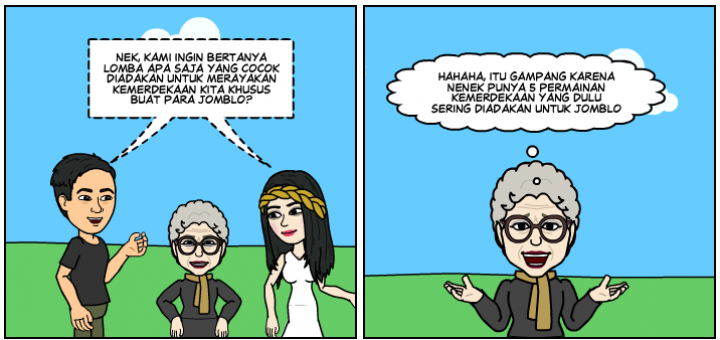 NEK, KAMI INGIN BERTANYA
LOMBA APA SAJA YANG COCOK
DIADAKAN UNTUK MERAYAKAN
KEMERDEKAAN KITA KHUSUS
BUAT PARA JOMBLO?
HAHAHA, ITU GAMPANG KARENA
NENEK PUNYA 5 PERMAINAN
KEMERDEKAAN YANG DULU
SERING DIADAKAN UNTUK JOMBLO